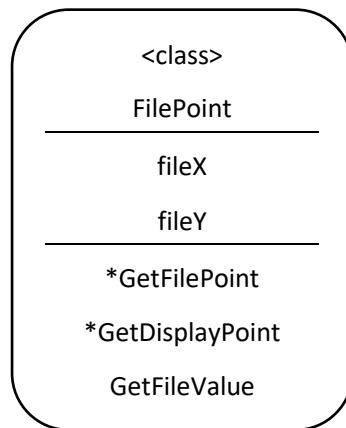 <class>
FilePoint
fileX
fileY
*GetFilePoint
*GetDisplayPoint
GetFileValue